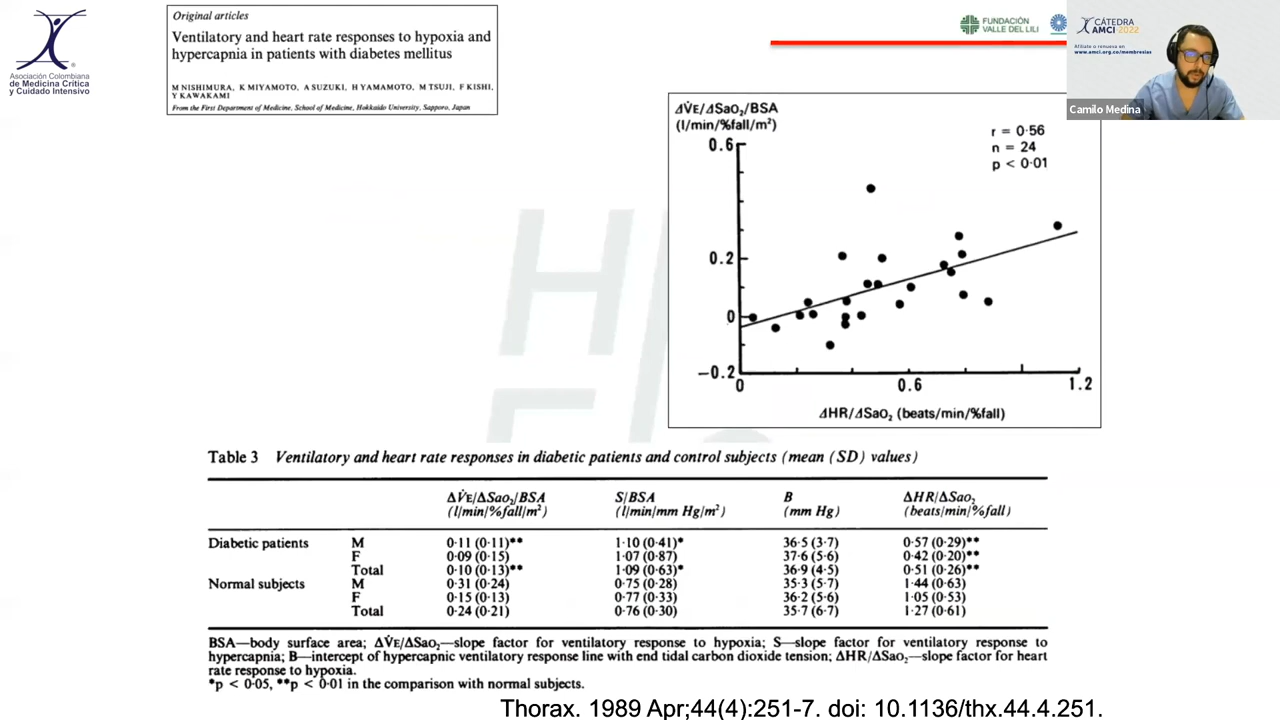 Asociación Colombiana
de Medicina Crítica
y Cuidado Intensivo
Original articles
Ventilatory and heart rate responses to hypoxia and
hypercapnia in patients with diabetes mellitus
M NISHIMURA, K MIYAMOTO, A SUZUKI, H YAMAMOTO, M TSUJI, F KISHI,
Y KAWAKAMI
From the First Department of Medicine, School of Medicine, Hokkaido University, Sapporo, Japan
FUNDACIÓN
VALLE DEL LILI
CÁTEDRA
AMCI 2022
Afíliate o renueva en
www.amci.org.co/membresias
Camilo Medina
ΔV̇E/ΔSaO₂/BSA
(l/min/%fall/m²)
r = 0·56
n = 24
p < 0·01
0.6
0.2
0
-0.2
0 0.6 1.2
ΔHR/ΔSaO₂ (beats/min/%fall)
Table 3 Ventilatory and heart rate responses in diabetic patients and control subjects (mean (SD) values)
ΔV̇E/ΔSao₂/BSA S/BSA B ΔHR/ΔSao₂
(l/min/%fall/m²) (l/min/mm Hg/m²) (mm Hg) (beats/min/%fall)
Diabetic patients M 0·11 (0·11)** 1·10 (0·41)* 36·5 (3·7) 0·57 (0·29)**
F 0·09 (0·15) 1·07 (0·87) 37·6 (5·6) 0·42 (0·20)**
Total 0·10 (0·13)** 1·09 (0·63)* 36·9 (4·5) 0·51 (0·26)**
Normal subjects M 0·31 (0·24) 0·75 (0·28) 35·3 (5·7) 1·44 (0·63)
F 0·15 (0·13) 0·77 (0·33) 36·2 (5·6) 1·05 (0·53)
Total 0·24 (0·21) 0·76 (0·30) 35·7 (6·7) 1·27 (0·61)
BSA—body surface area; ΔV̇E/ΔSao₂—slope factor for ventilatory response to hypoxia; S—slope factor for ventilatory response to
hypercapnia; B—intercept of hypercapnic ventilatory response line with end tidal carbon dioxide tension; ΔHR/ΔSao₂—slope factor for heart
rate response to hypoxia.
*p < 0·05, **p < 0·01 in the comparison with normal subjects.
Thorax. 1989 Apr;44(4):251-7. doi: 10.1136/thx.44.4.251.